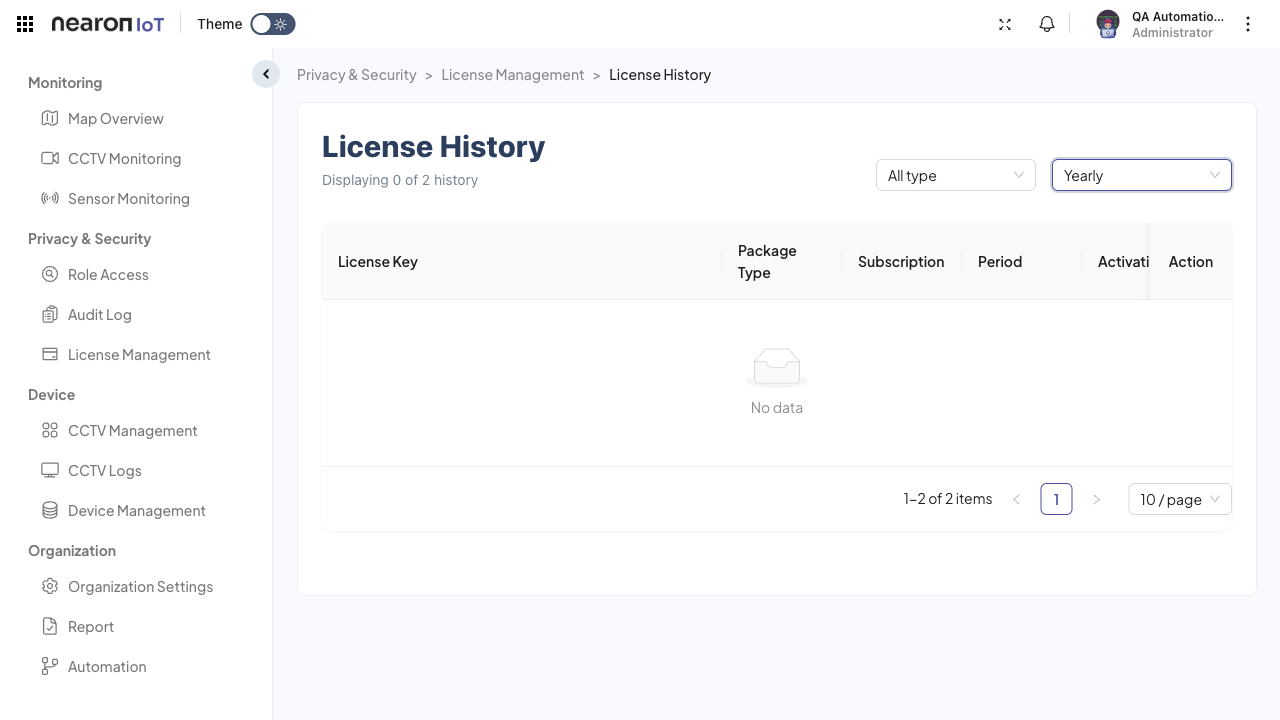 nearon IoT
Theme
QA Automatio...
Administrator
Monitoring
Map Overview
CCTV Monitoring
Sensor Monitoring
Privacy & Security
Role Access
Audit Log
License Management
Device
CCTV Management
CCTV Logs
Device Management
Organization
Organization Settings
Report
Automation
Privacy & Security > License Management > License History
License History
Displaying 0 of 2 history
All type
Yearly
License Key
Package
Type
Subscription
Period
Activati
Action
No data
1-2 of 2 items
1
10 / page